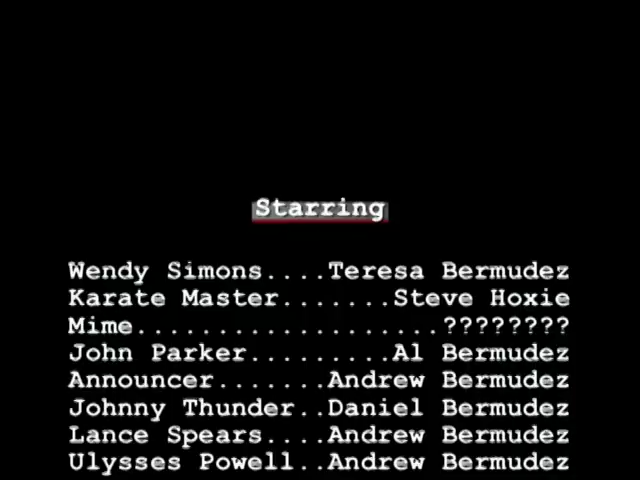 Starring
Wendy Simons....Teresa Bermudez
Karate Master.......Steve Hoxie
Mime...................????????
John Parker.........Al Bermudez
Announcer.......Andrew Bermudez
Johnny Thunder..Daniel Bermudez
Lance Spears....Andrew Bermudez
Ulysses Powell..Andrew Bermudez